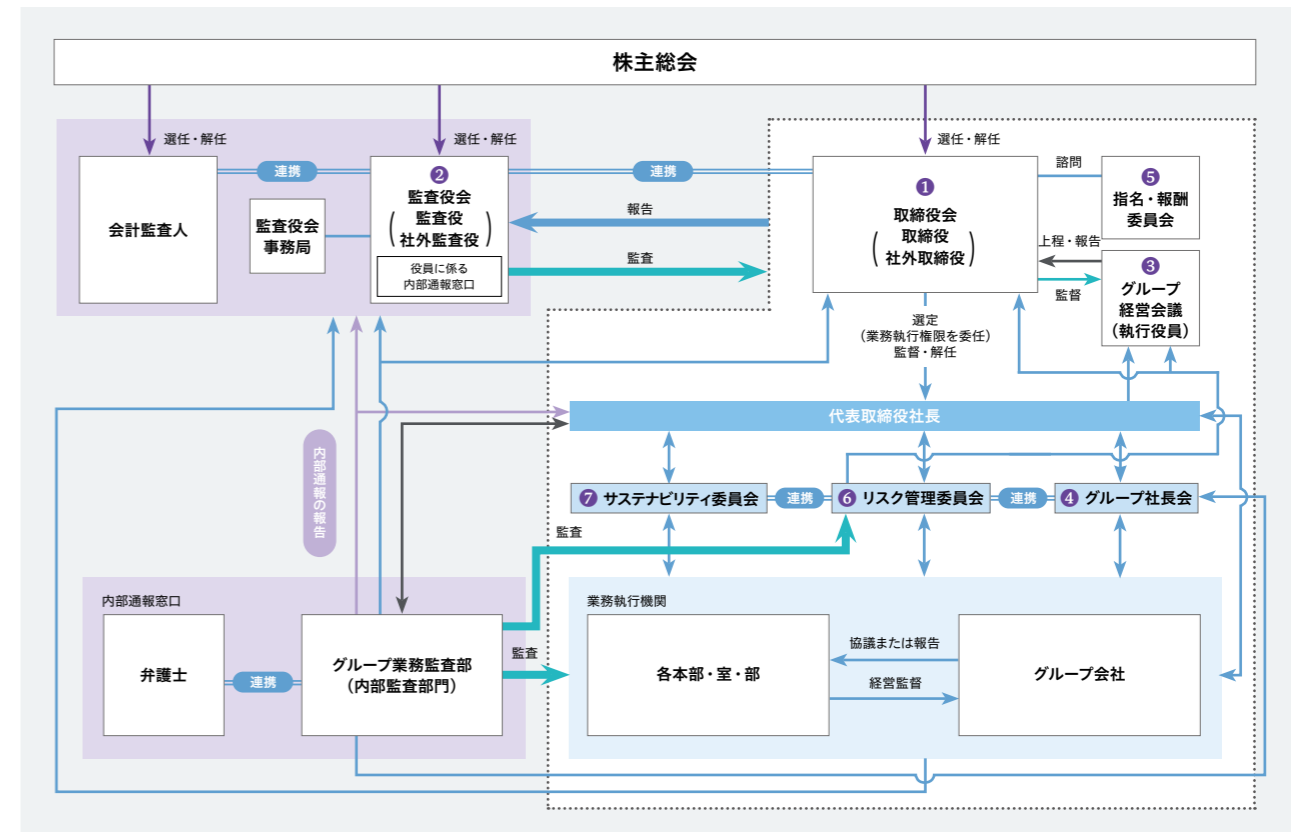 株主総会
選任・解任
選任・解任
選任・解任
会計監査人
連携
監査役会
事務局
❷
監査役会
監査役
社外監査役
役員に係る
内部通報窓口
連携
報告
監査
❶
取締役会
取締役
社外取締役
諮問
❺
指名・報酬
委員会
上程・報告
監督
❸
グループ
経営会議
（執行役員）
選定
（業務執行権限を委任）
監督・解任
代表取締役社長
内部通報の報告
❼ サステナビリティ委員会
連携
❻ リスク管理委員会
連携
❹ グループ社長会
監査
内部通報窓口
弁護士
連携
グループ業務監査部
（内部監査部門）
監査
業務執行機関
各本部・室・部
協議または報告
経営監督
グループ会社